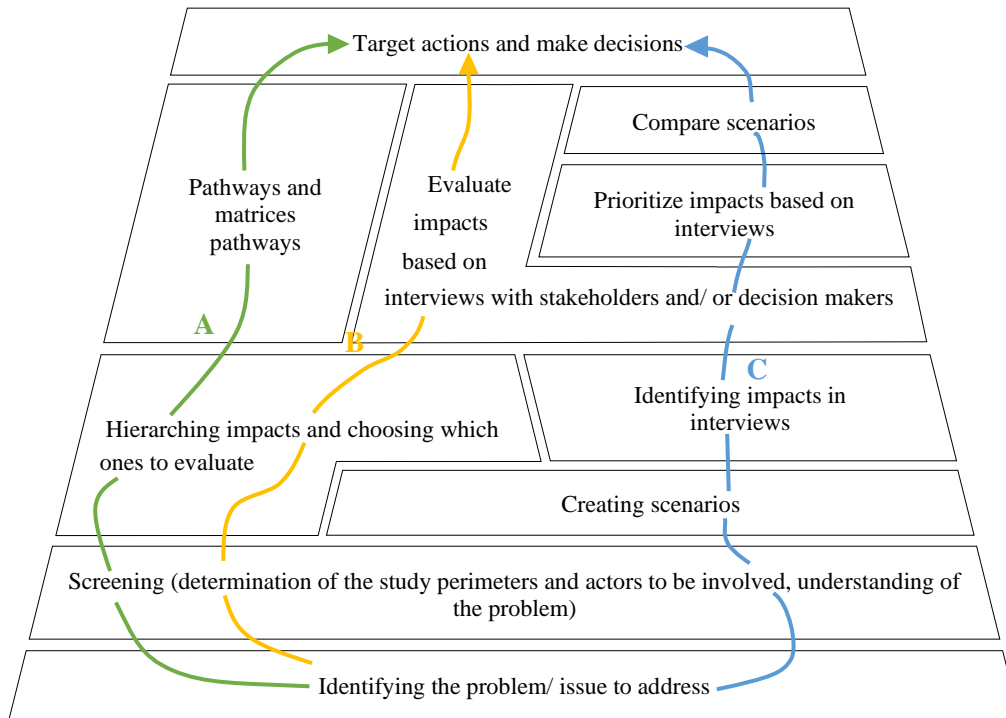 Target actions and make decisions
Compare scenarios
Pathways and
matrices
pathways
Evaluate
impacts
based on
interviews with stakeholders and/ or decision makers
Prioritize impacts based on
interviews
A
B
C
Hierarching impacts and choosing which
ones to evaluate
Identifying impacts in
interviews
Creating scenarios
Screening (determination of the study perimeters and actors to be involved, understanding of
the problem)
Identifying the problem/ issue to address